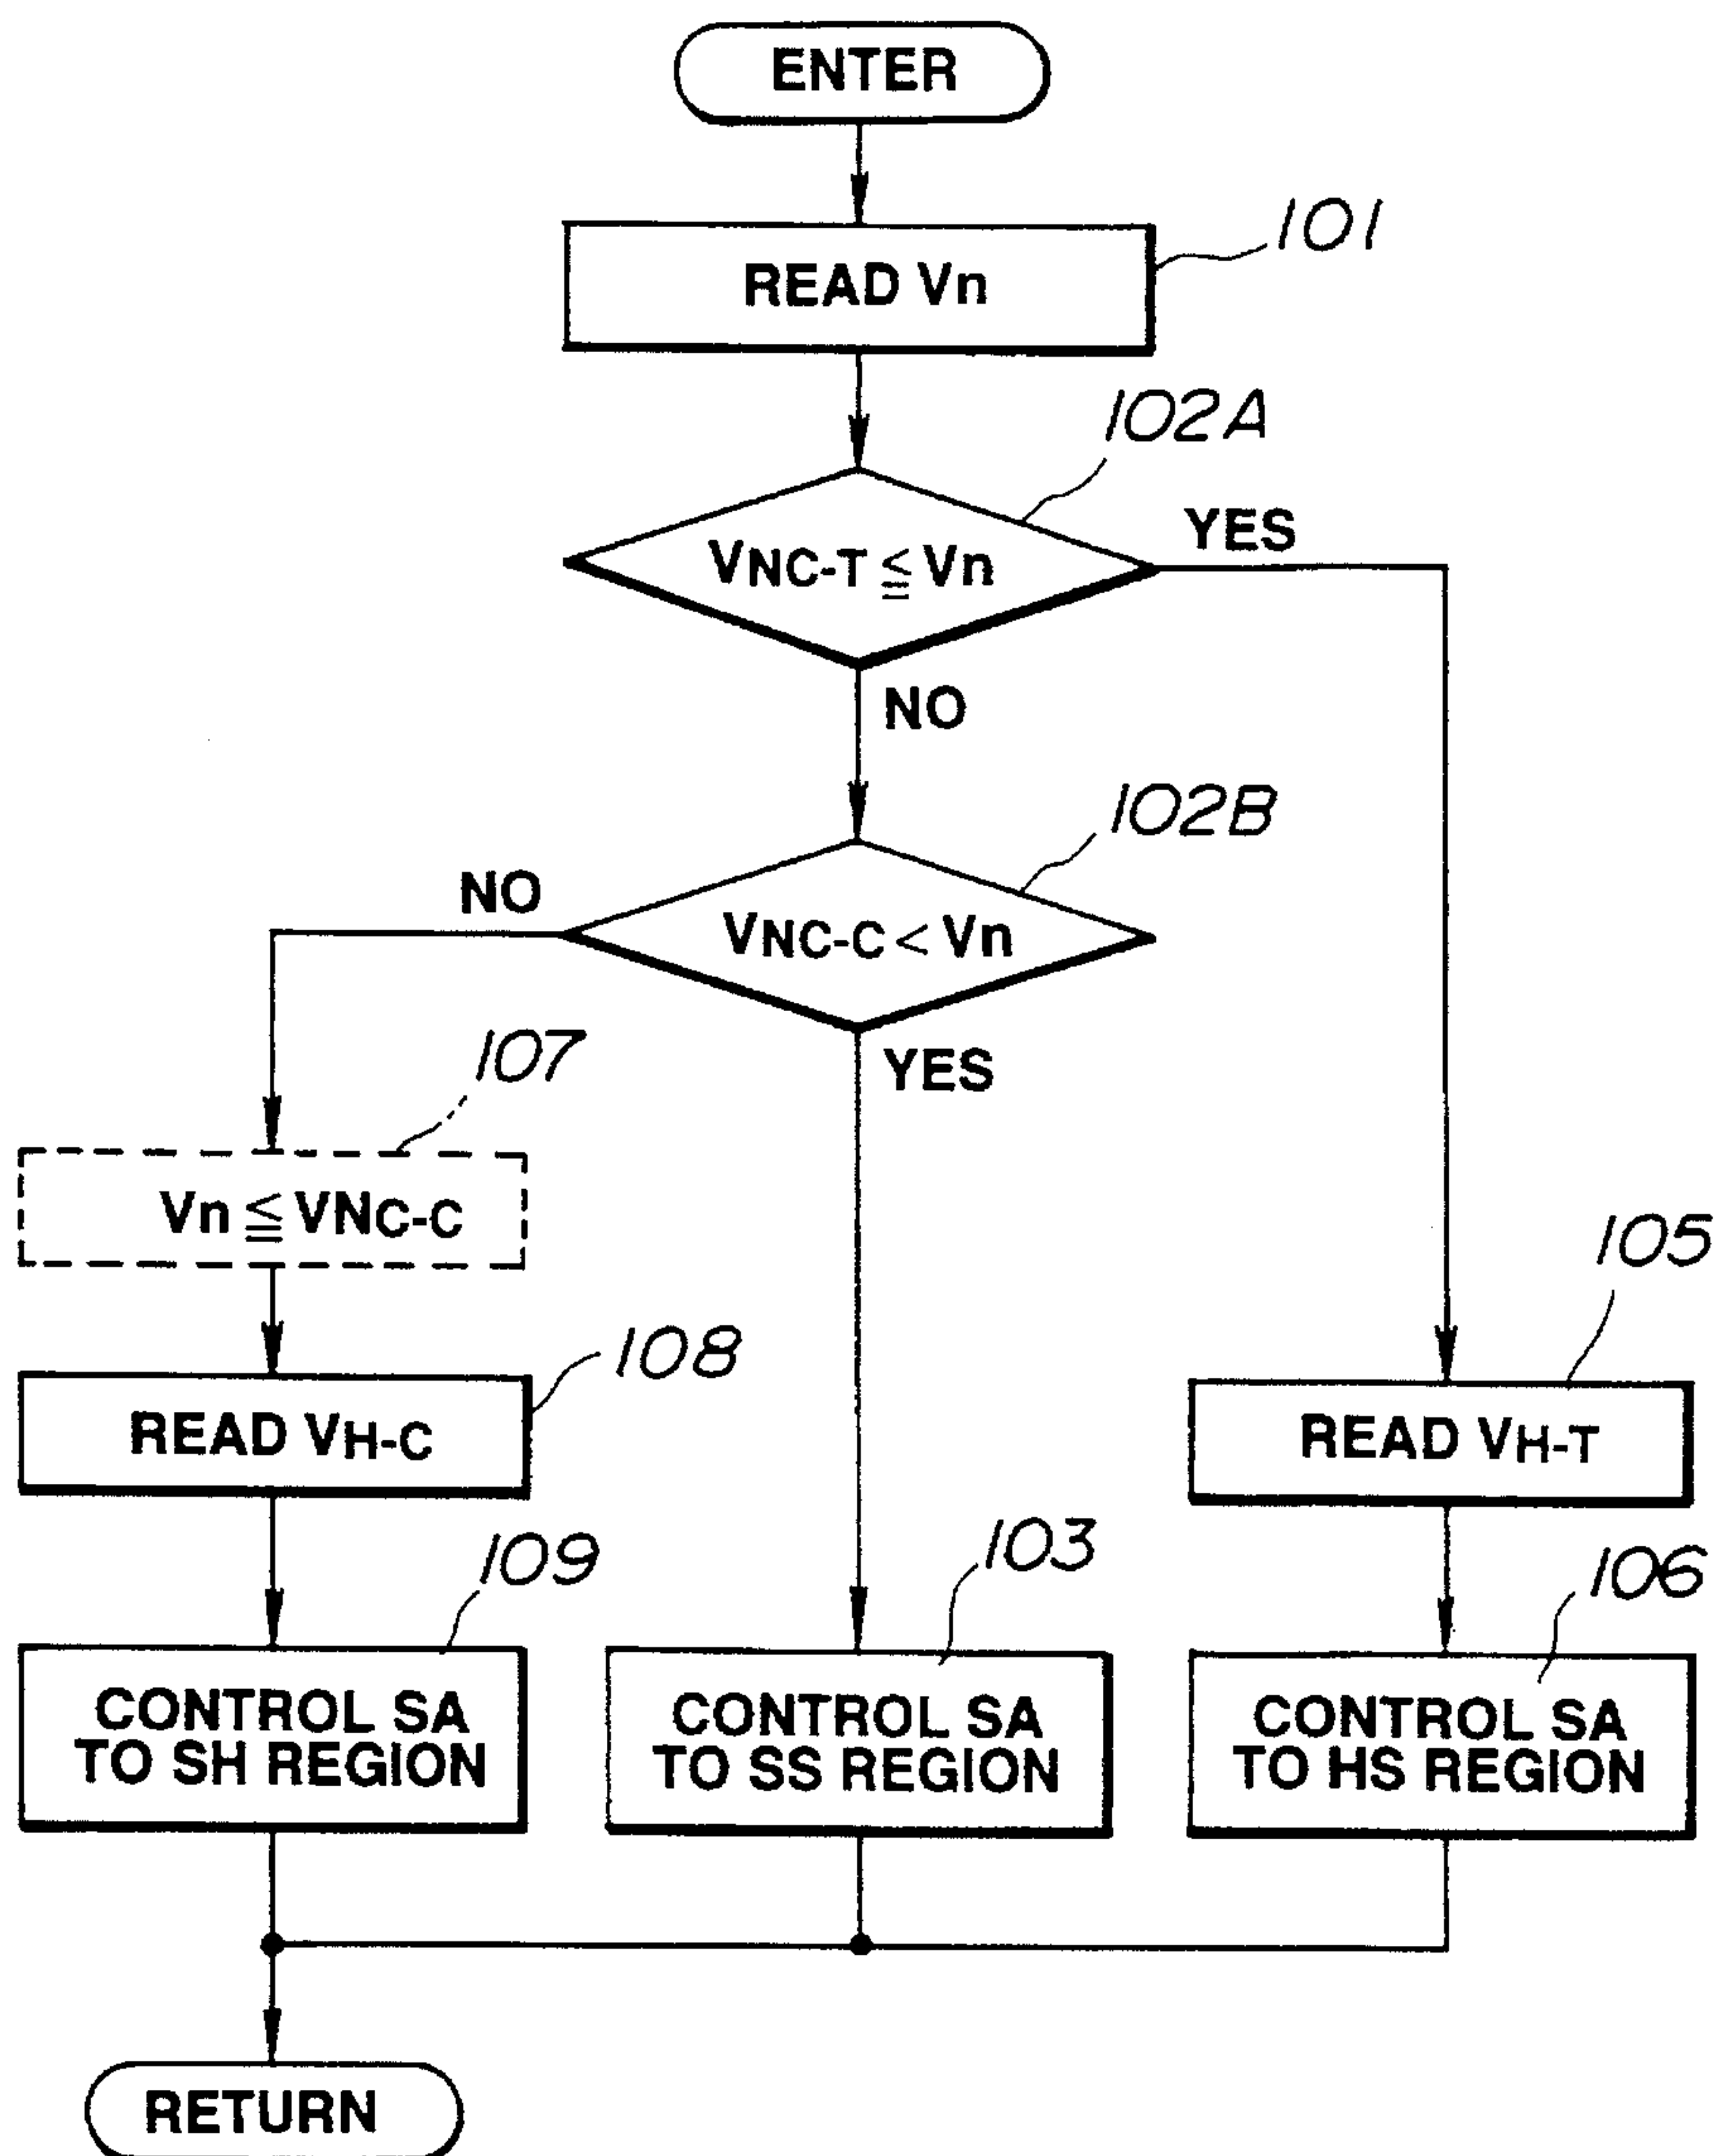 ENTER
101
READ Vn
102A
VNC-T ≦ Vn
YES
NO
102B
NO
VNC-C < Vn
YES
107
Vn ≦ VNC-C
105
108
READ VH-C
READ VH-T
109
103
106
CONTROL SA
TO SH REGION
CONTROL SA
TO SS REGION
CONTROL SA
TO HS REGION
RETURN